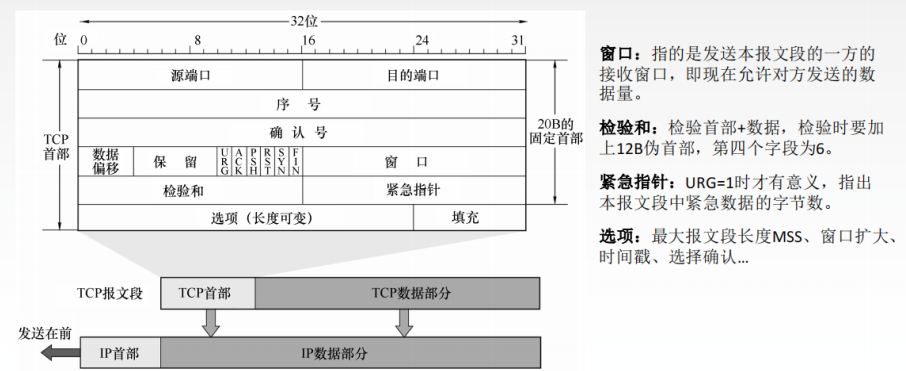 32位
位 0 8 16 24 31
源端口 目的端口
序 号
确 认 号
TCP
首部
20B的
固定首部
数据
偏移
保 留
URG
ACK
PSH
RST
SYN
FIN
窗 口
检验和 紧急指针
选项（长度可变） 填充
TCP报文段 TCP首部 TCP数据部分
发送在前
IP首部 IP数据部分
窗口：指的是发送本报文段的一方的
接收窗口，即现在允许对方发送的数
据量。
检验和：检验首部+数据，检验时要加
上12B伪首部，第四个字段为6。
紧急指针：URG=1时才有意义，指出
本报文段中紧急数据的字节数。
选项：最大报文段长度MSS、窗口扩大、
时间戳、选择确认...